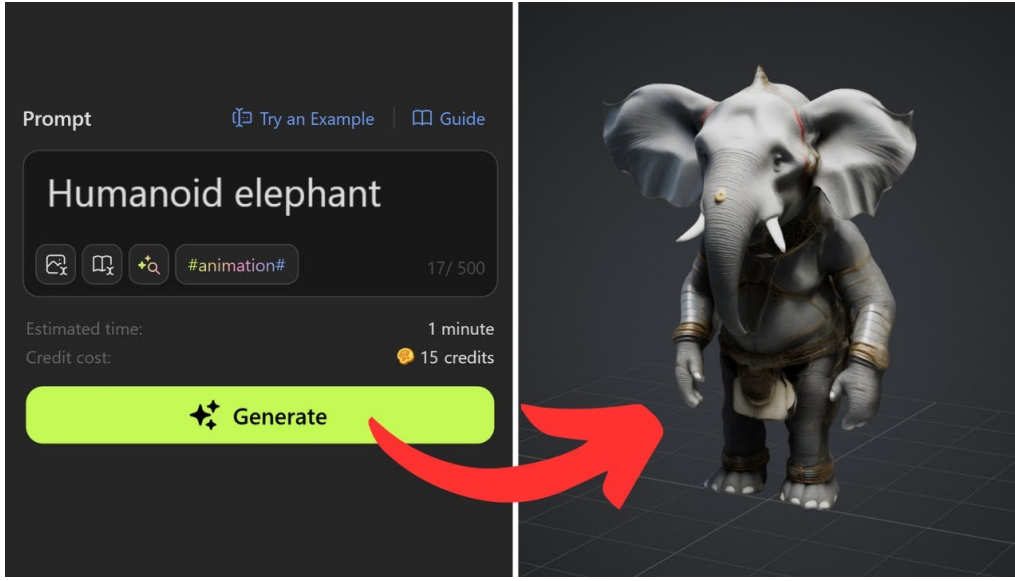 Prompt Try an Example Guide
Humanoid elephant
#animation# 17/ 500
Estimated time: 1 minute
Credit cost: 15 credits
Generate